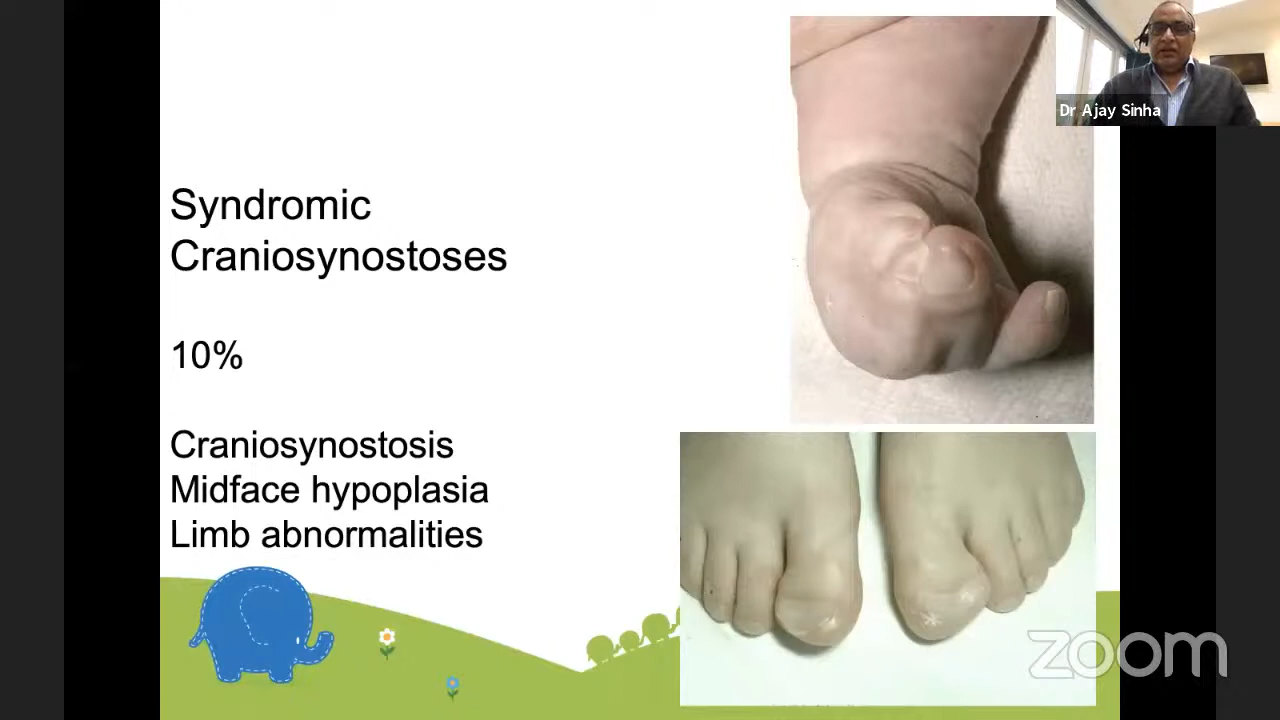 Dr Ajay Sinha
Syndromic
Craniosynostoses
10%
Craniosynostosis
Midface hypoplasia
Limb abnormalities
zoom